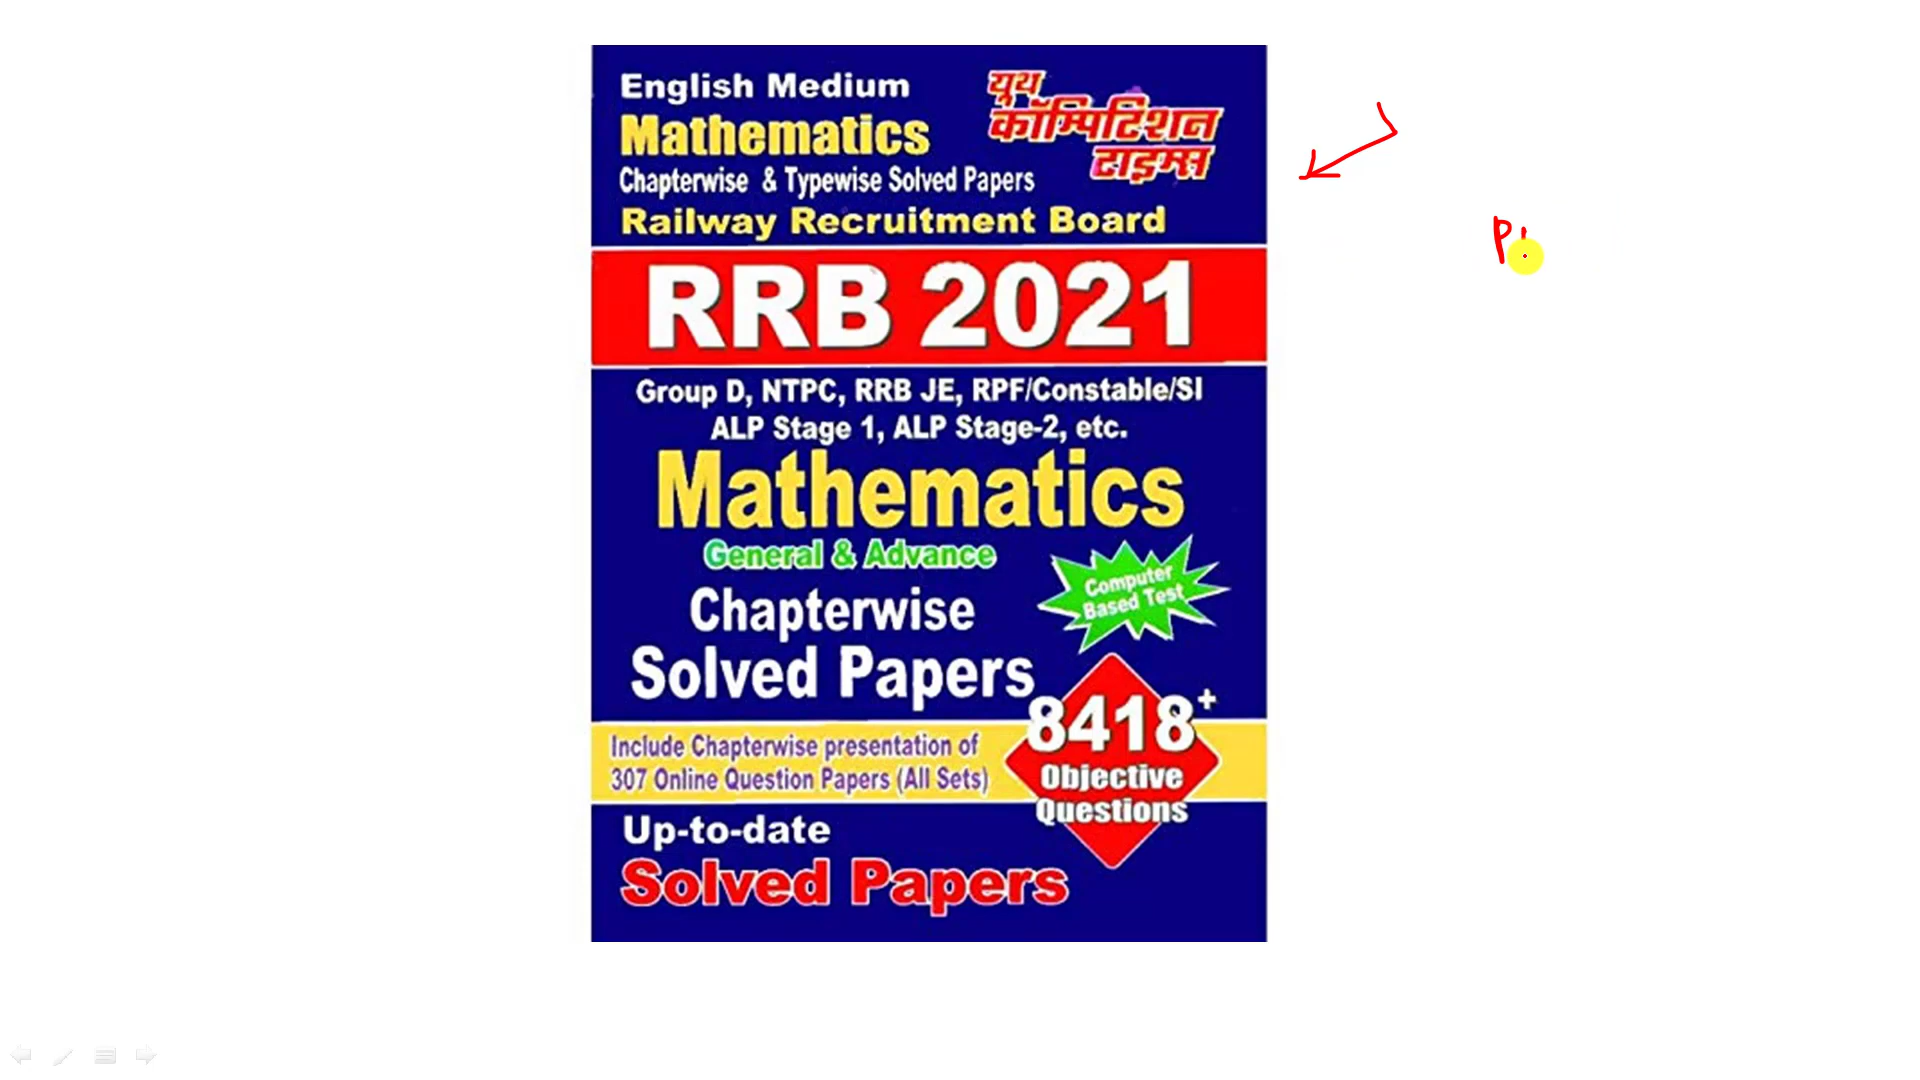 English Medium
यूथ
कॉम्पिटिशन
टाइम्स
Mathematics
Chapterwise & Typewise Solved Papers
Railway Recruitment Board
RRB 2021
Group D, NTPC, RRB JE, RPF/Constable/SI
ALP Stage 1, ALP Stage-2, etc.
Mathematics
General & Advance
Computer
Based Test
Chapterwise
Solved Papers
8418+
Objective
Questions
Include Chapterwise presentation of
307 Online Question Papers (All Sets)
Up-to-date
Solved Papers